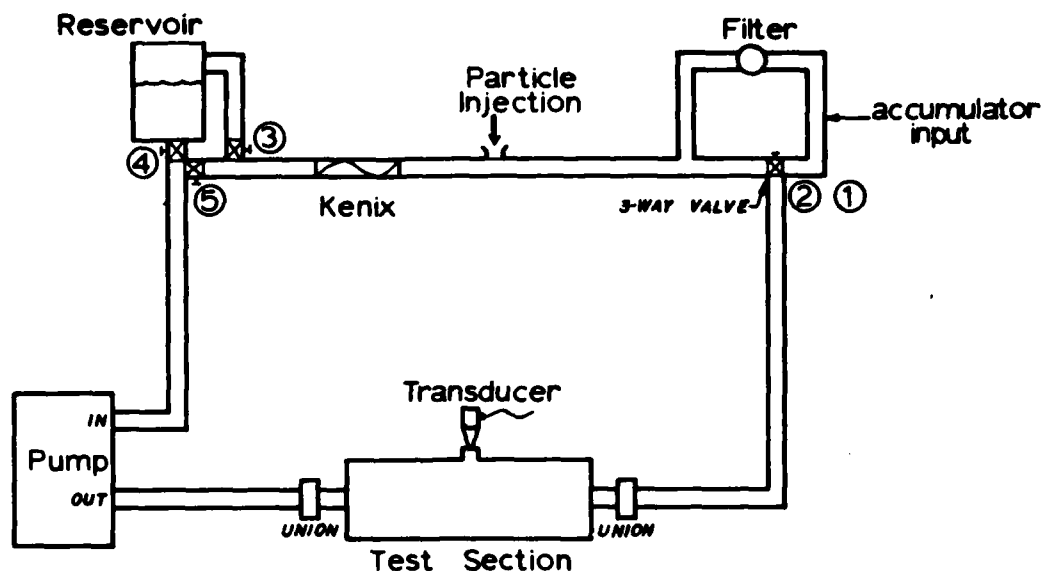 Reservoir
Filter
Particle
Injection
accumulator
input
③
④
⑤
Kenix
3-WAY VALVE
② ①
Transducer
IN
Pump
OUT
UNION
UNION
Test Section